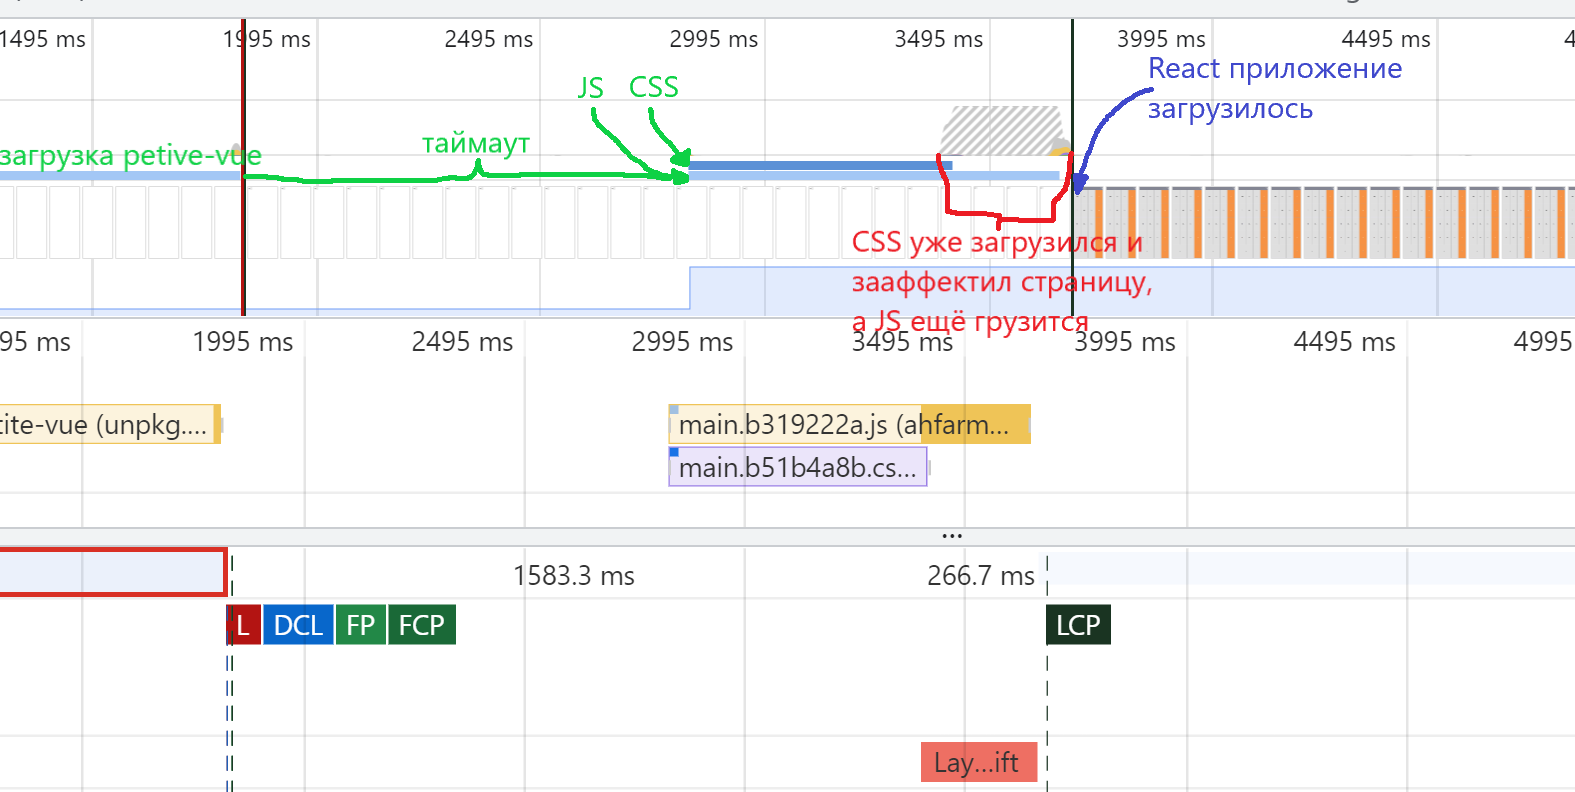 1495 ms 1995 ms 2495 ms 2995 ms 3495 ms 3995 ms 4495 ms 4
React приложение
загрузилось
JS CSS
таймаут
загрузка petive-vue
CSS уже загрузился и
зааффектил страницу,
а JS ещё грузится
95 ms 1995 ms 2495 ms 2995 ms 3495 ms 3995 ms 4495 ms 4995
tite-vue (unpkg....
main.b319222a.js (ahfarm...
main.b51b4a8b.cs...
...
1583.3 ms 266.7 ms
L DCL FP FCP LCP
Lay...ift